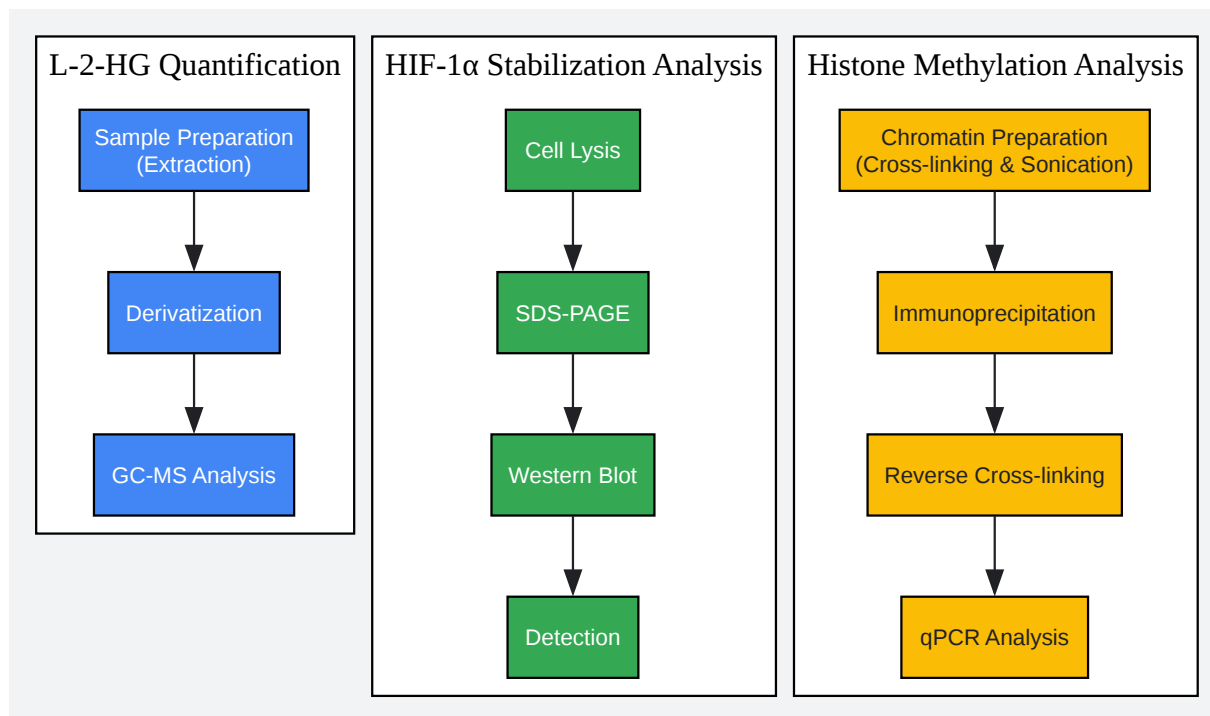 L-2-HG Quantification
Sample Preparation
(Extraction)
Derivatization
GC-MS Analysis
HIF-1α Stabilization Analysis
Cell Lysis
SDS-PAGE
Western Blot
Detection
Histone Methylation Analysis
Chromatin Preparation
(Cross-linking & Sonication)
Immunoprecipitation
Reverse Cross-linking
qPCR Analysis